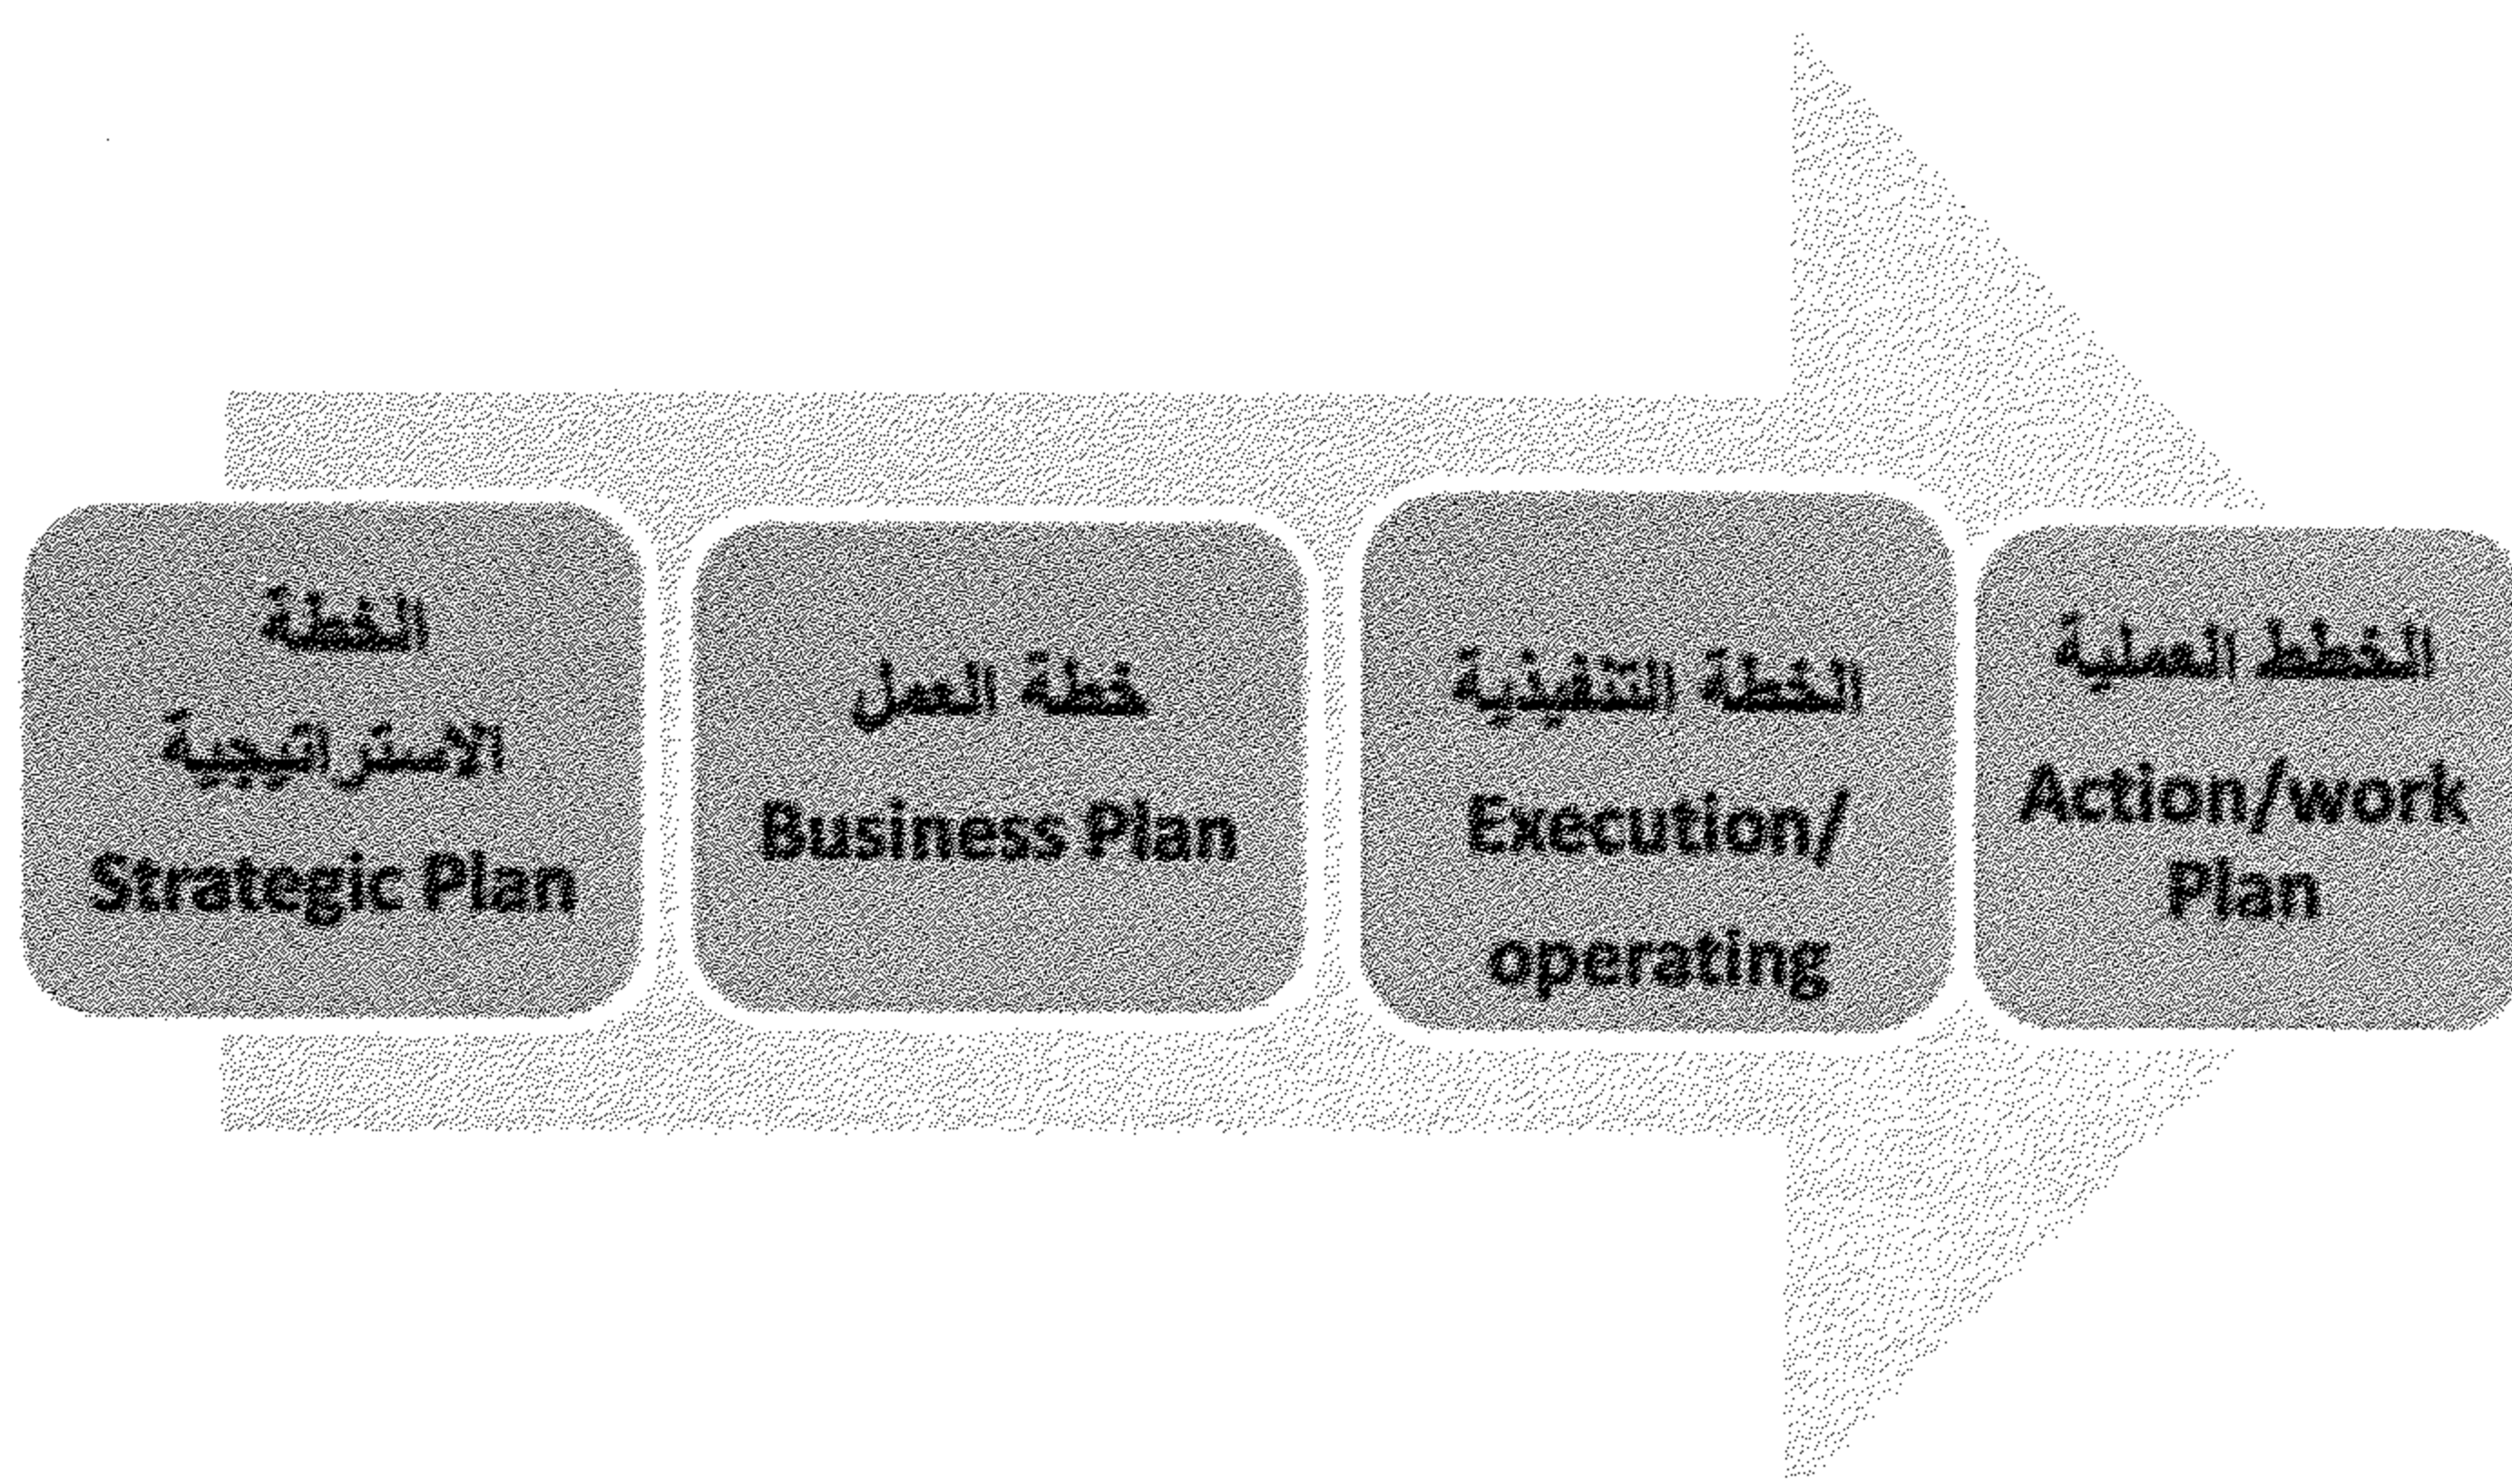 الخطة
الاستراتيجية
Strategic Plan
خطة العمل
Business Plan
الخطة التنفيذية
Execution/
operating
الخطط العملية
Action/work
Plan